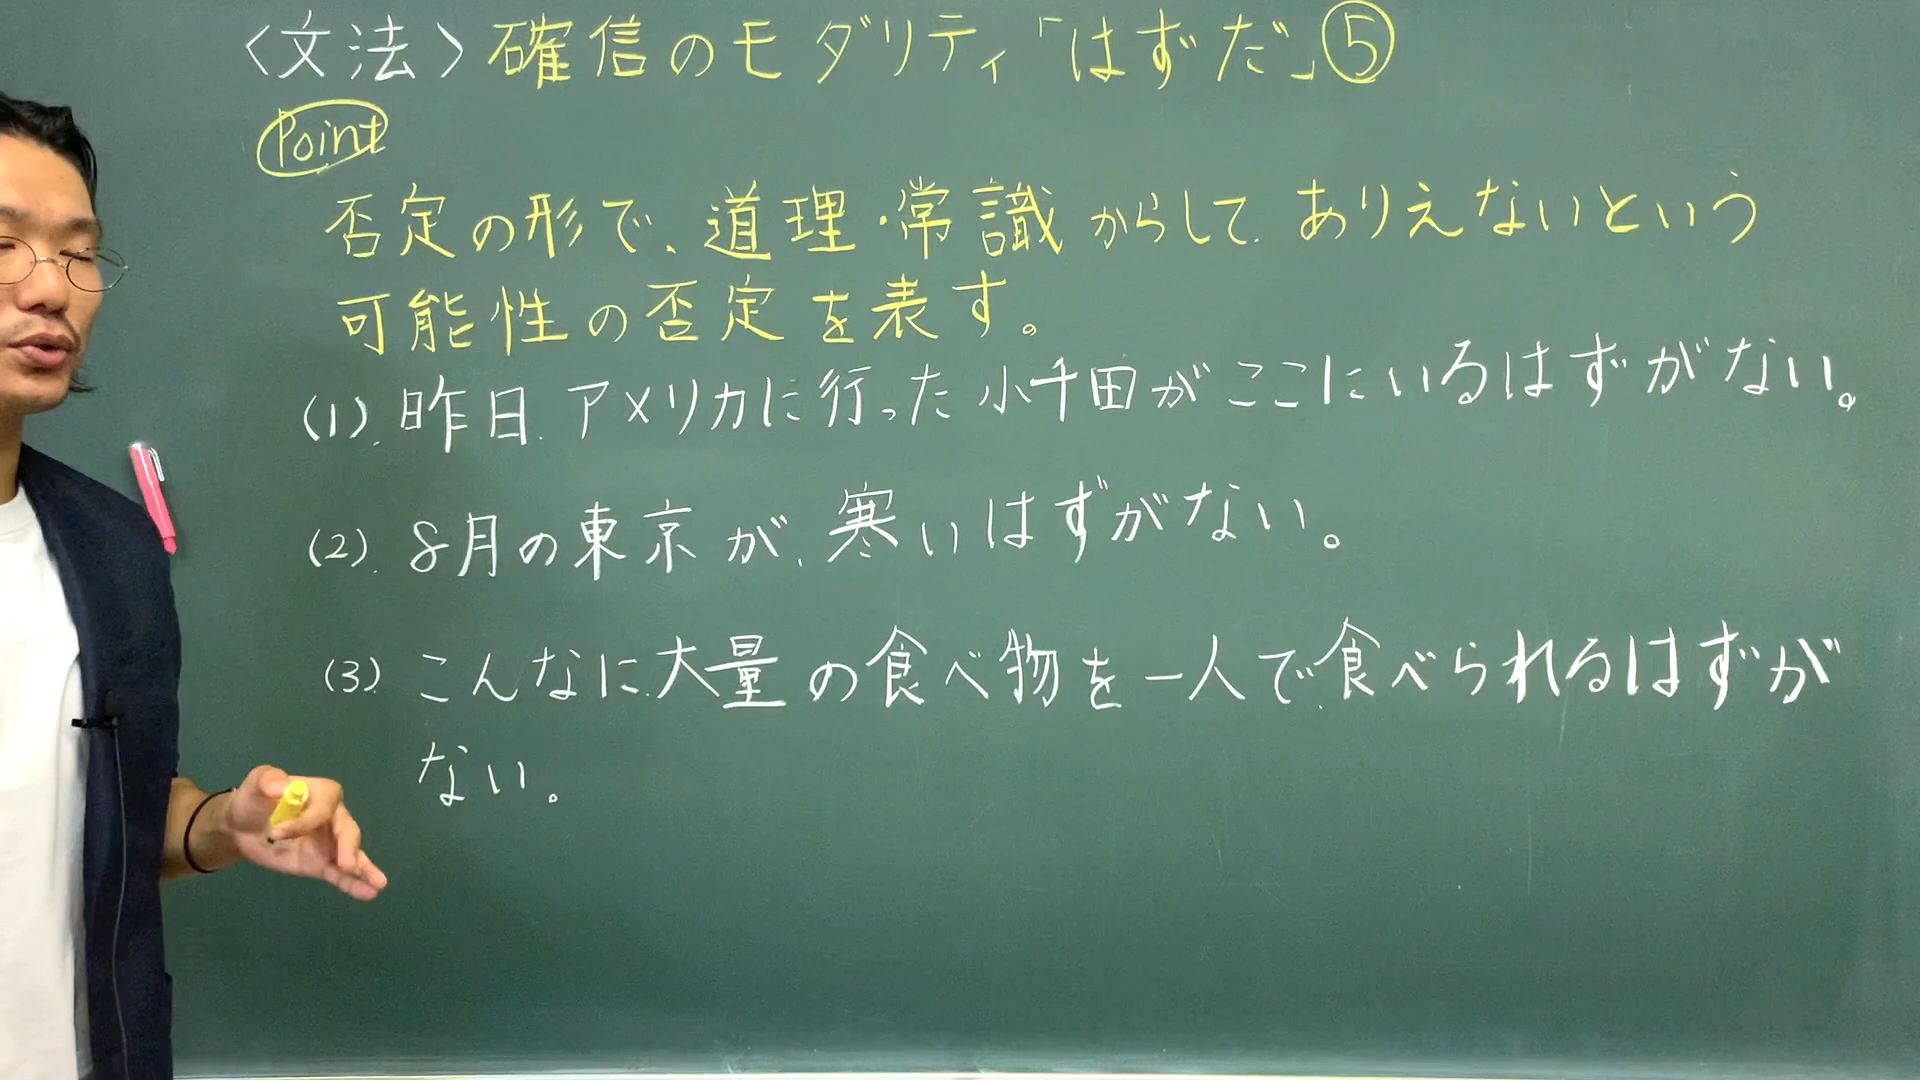 〈文法〉確信のモダリティ「はずだ」⑤
Point
否定の形で、道理・常識からして、ありえないという
可能性の否定を表す。
(1). 昨日、アメリカに行った小千田がここにいるはずがない。
(2). 8月の東京が、寒いはずがない。
(3). こんなに、大量の食べ物を一人で、食べられるはずが
ない。